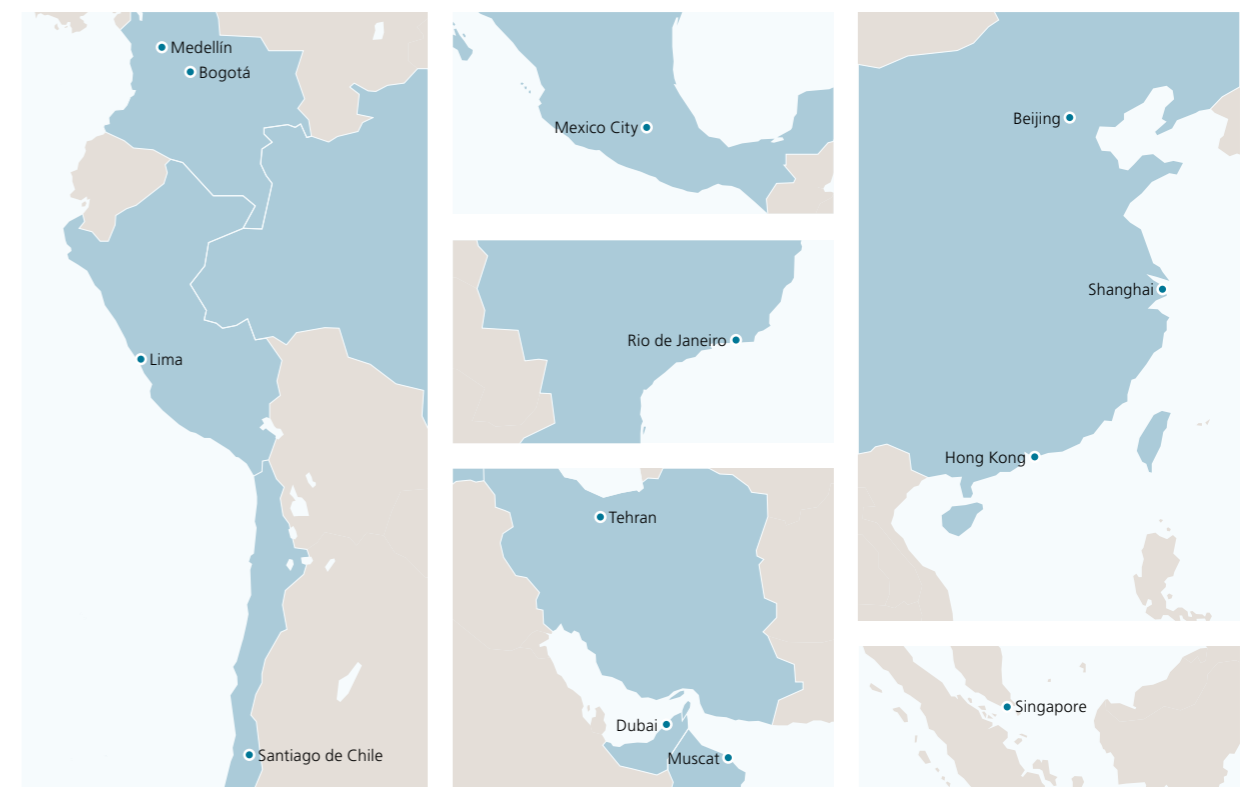 Medellín
Bogotá
Lima
Santiago de Chile
Mexico City
Rio de Janeiro
Tehran
Dubai
Muscat
Beijing
Shanghai
Hong Kong
Singapore